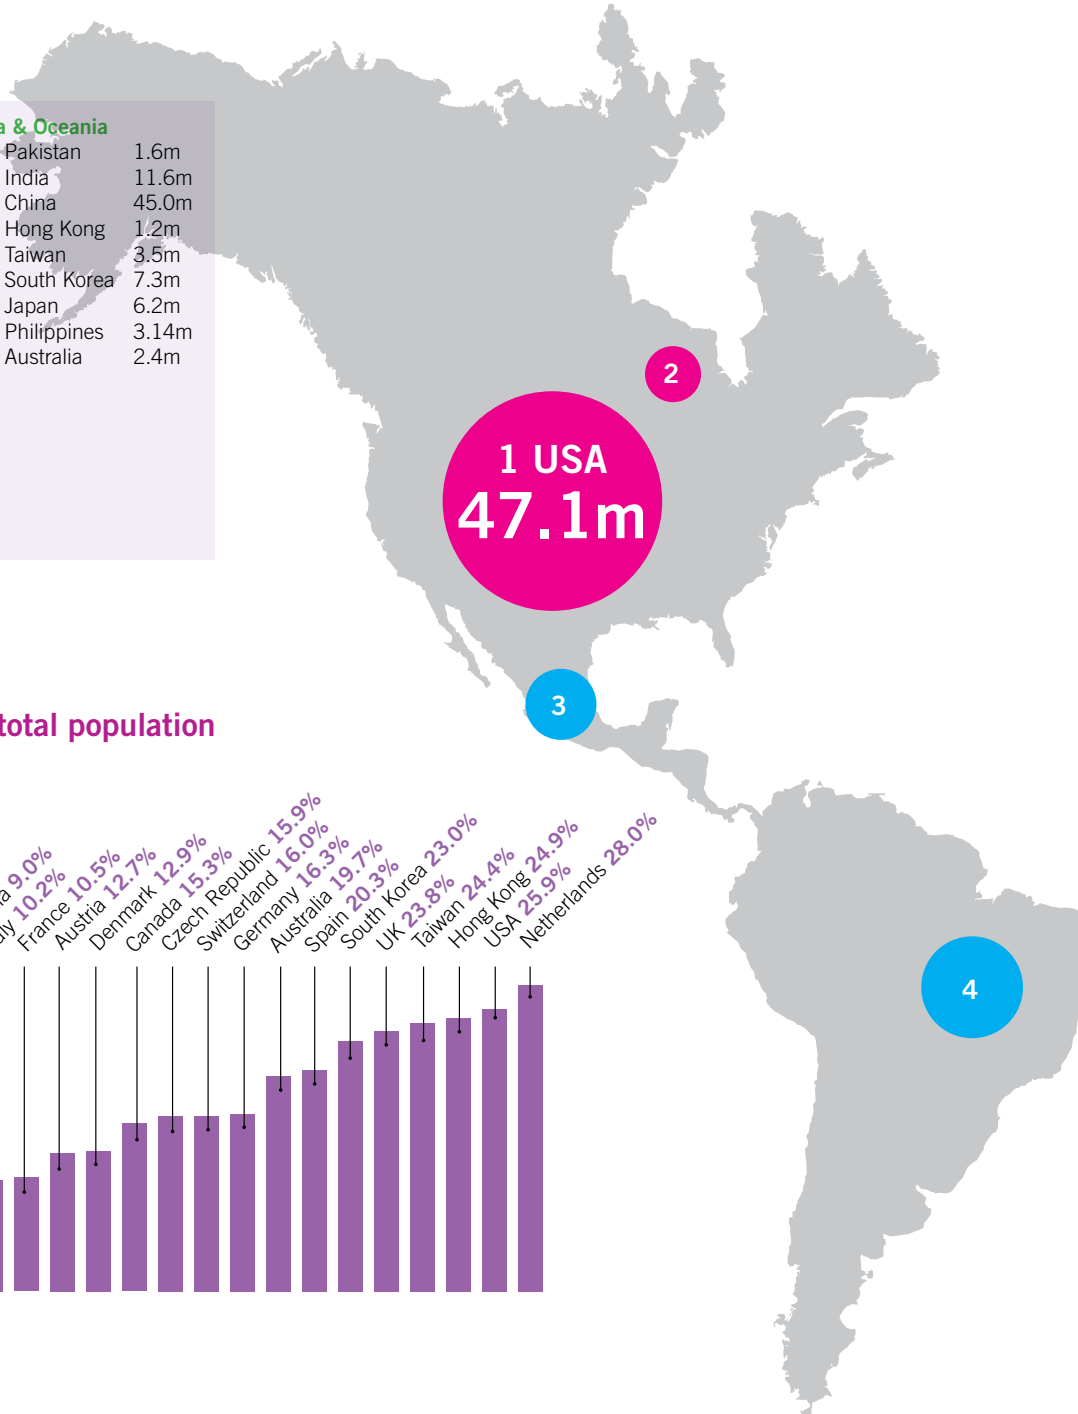 & Oceania
Pakistan 1.6m
India 11.6m
China 45.0m
Hong Kong 1.2m
Taiwan 3.5m
South Korea 7.3m
Japan 6.2m
Philippines 3.14m
Australia 2.4m
2
1 USA
47.1m
3
total population
9.0%
10.2%
France 10.5%
Austria 12.7%
Denmark 12.9%
Canada 15.3%
Czech Republic 15.9%
Switzerland 16.0%
Germany 16.3%
Australia 19.7%
Spain 20.3%
South Korea 23.0%
UK 23.8%
Taiwan 24.4%
Hong Kong 24.9%
USA 25.9%
Netherlands 28.0%
4